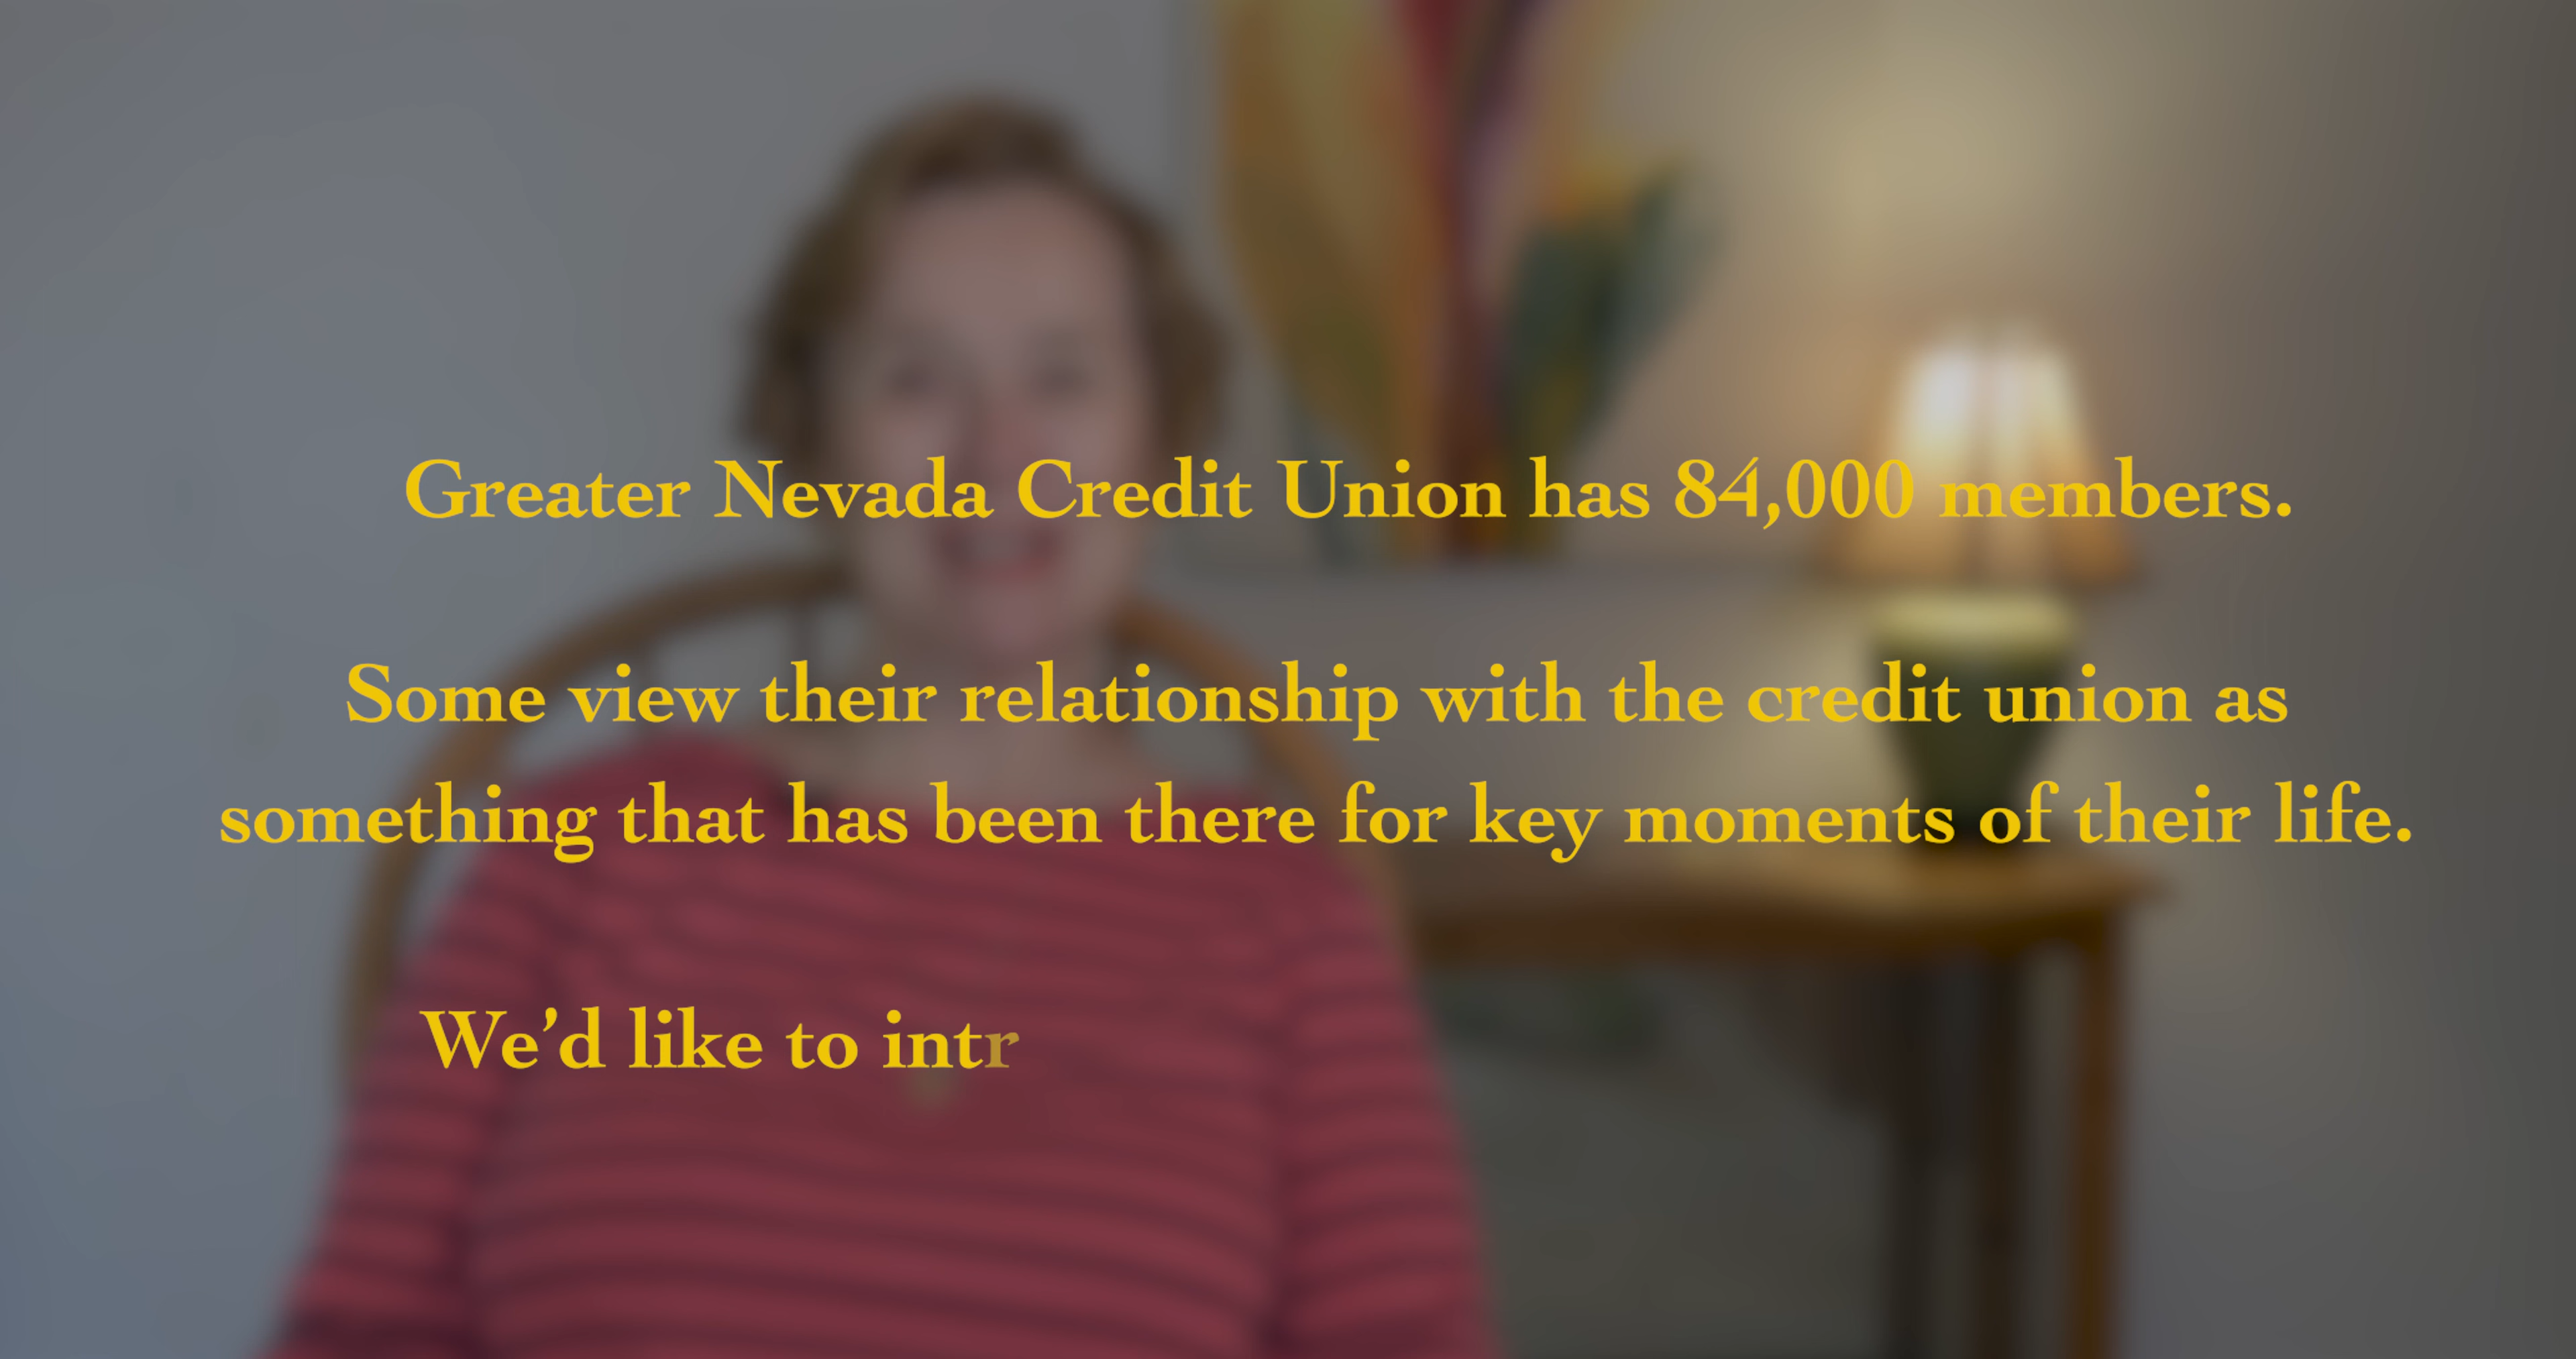 Greater Nevada Credit Union has 84,000 members.
Some view their relationship with the credit union as
something that has been there for key moments of their life.
We’d like to intr